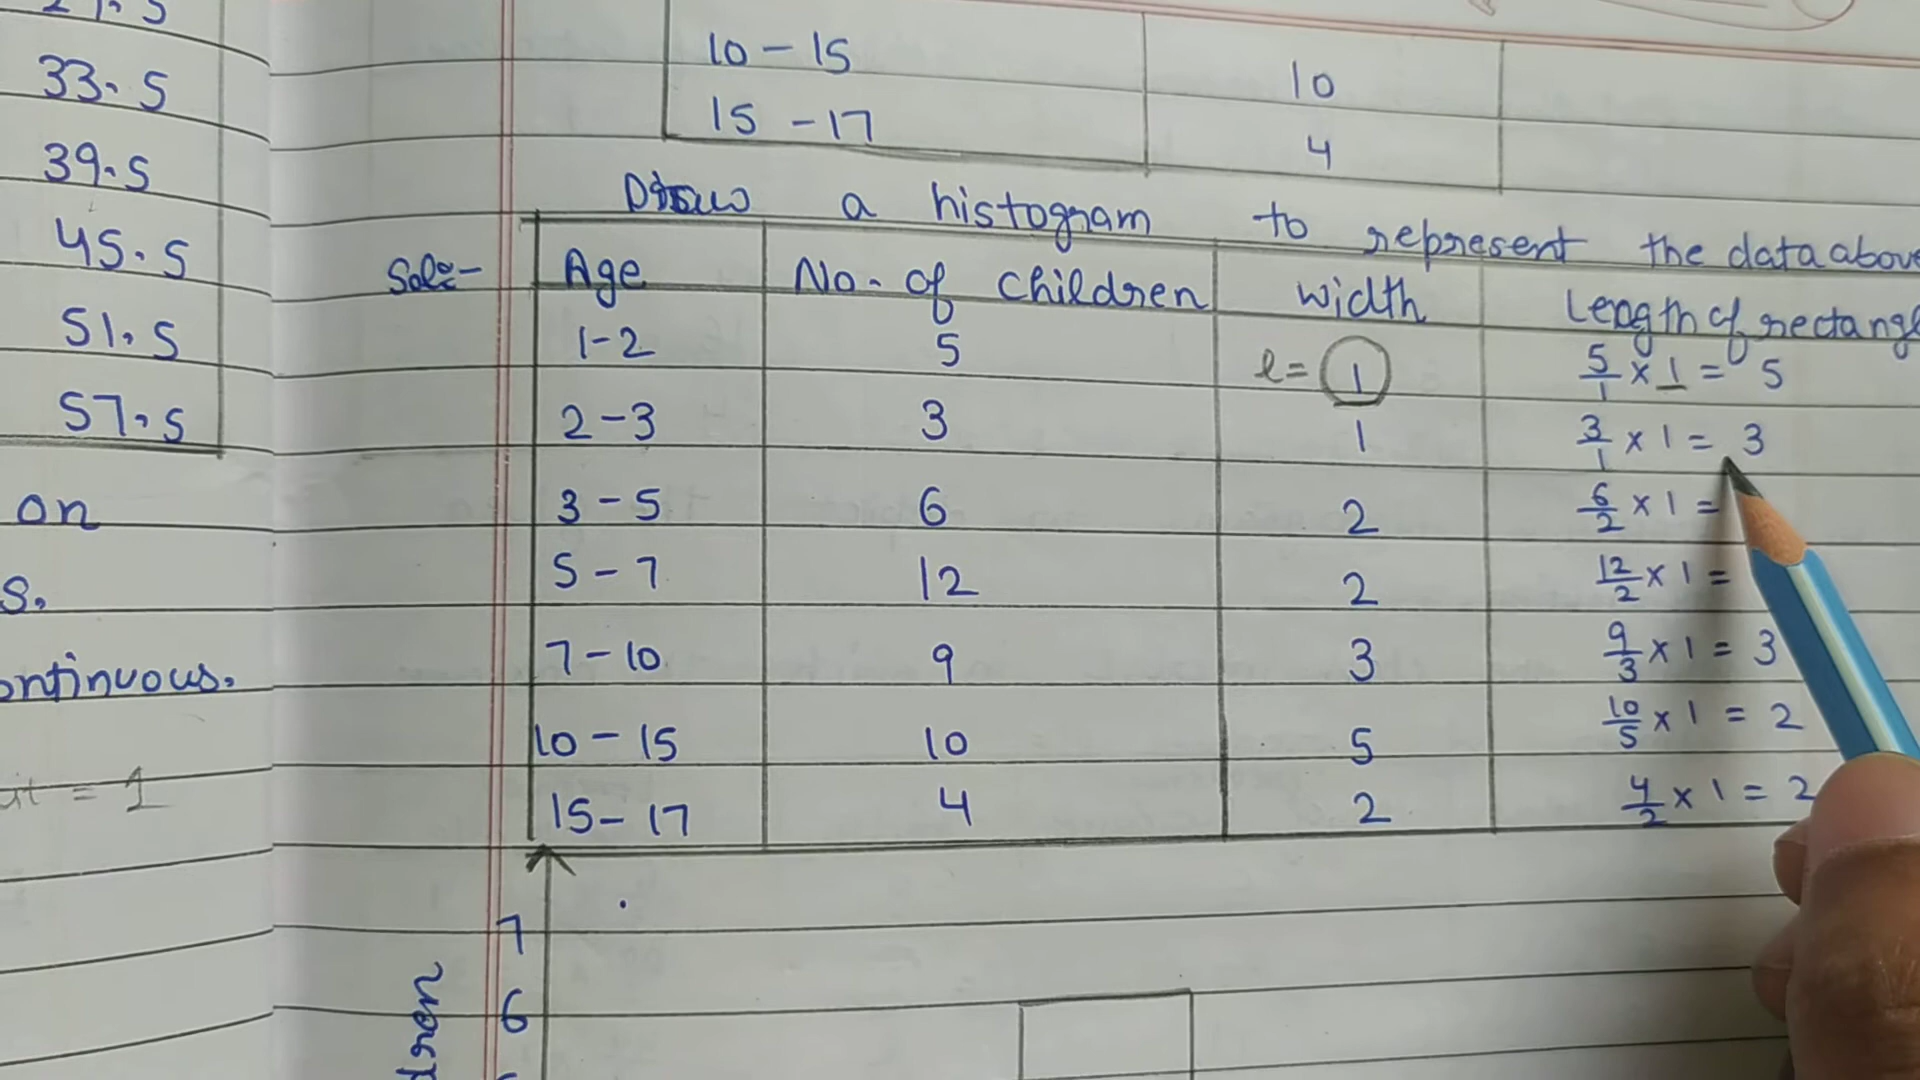 33.5
39.5
45.5
51.5
57.5
on
s.
ontinuous.
= 1
10 - 15 10
15 - 17 4
Draw a histogram to represent the data above
Sol:- Age No. of children width Length of rectangle
1-2 5 l = 1 5/1 × 1 = 5
2-3 3 1 3/1 × 1 = 3
3-5 6 2 6/2 × 1 =
5-7 12 2 12/2 × 1 =
7-10 9 3 9/3 × 1 = 3
10-15 10 5 10/5 × 1 = 2
15-17 4 2 4/2 × 1 = 2
7
6
dren